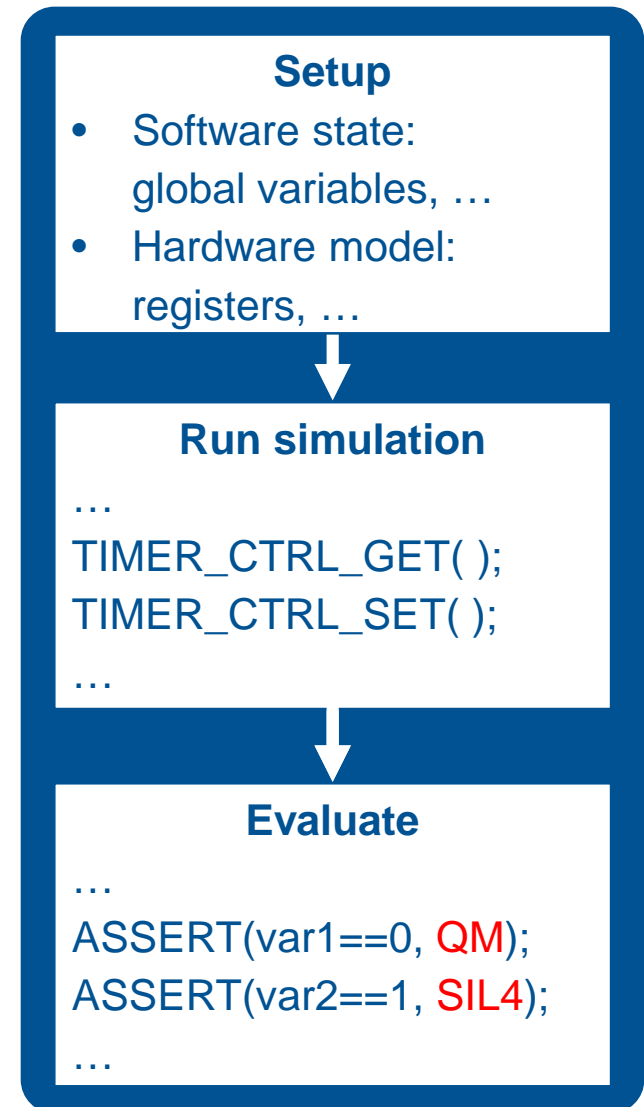 Setup
• Software state:
global variables, …
• Hardware model:
registers, …
Run simulation
…
TIMER_CTRL_GET( );
TIMER_CTRL_SET( );
…
Evaluate
…
ASSERT(var1==0, QM);
ASSERT(var2==1, SIL4);
…